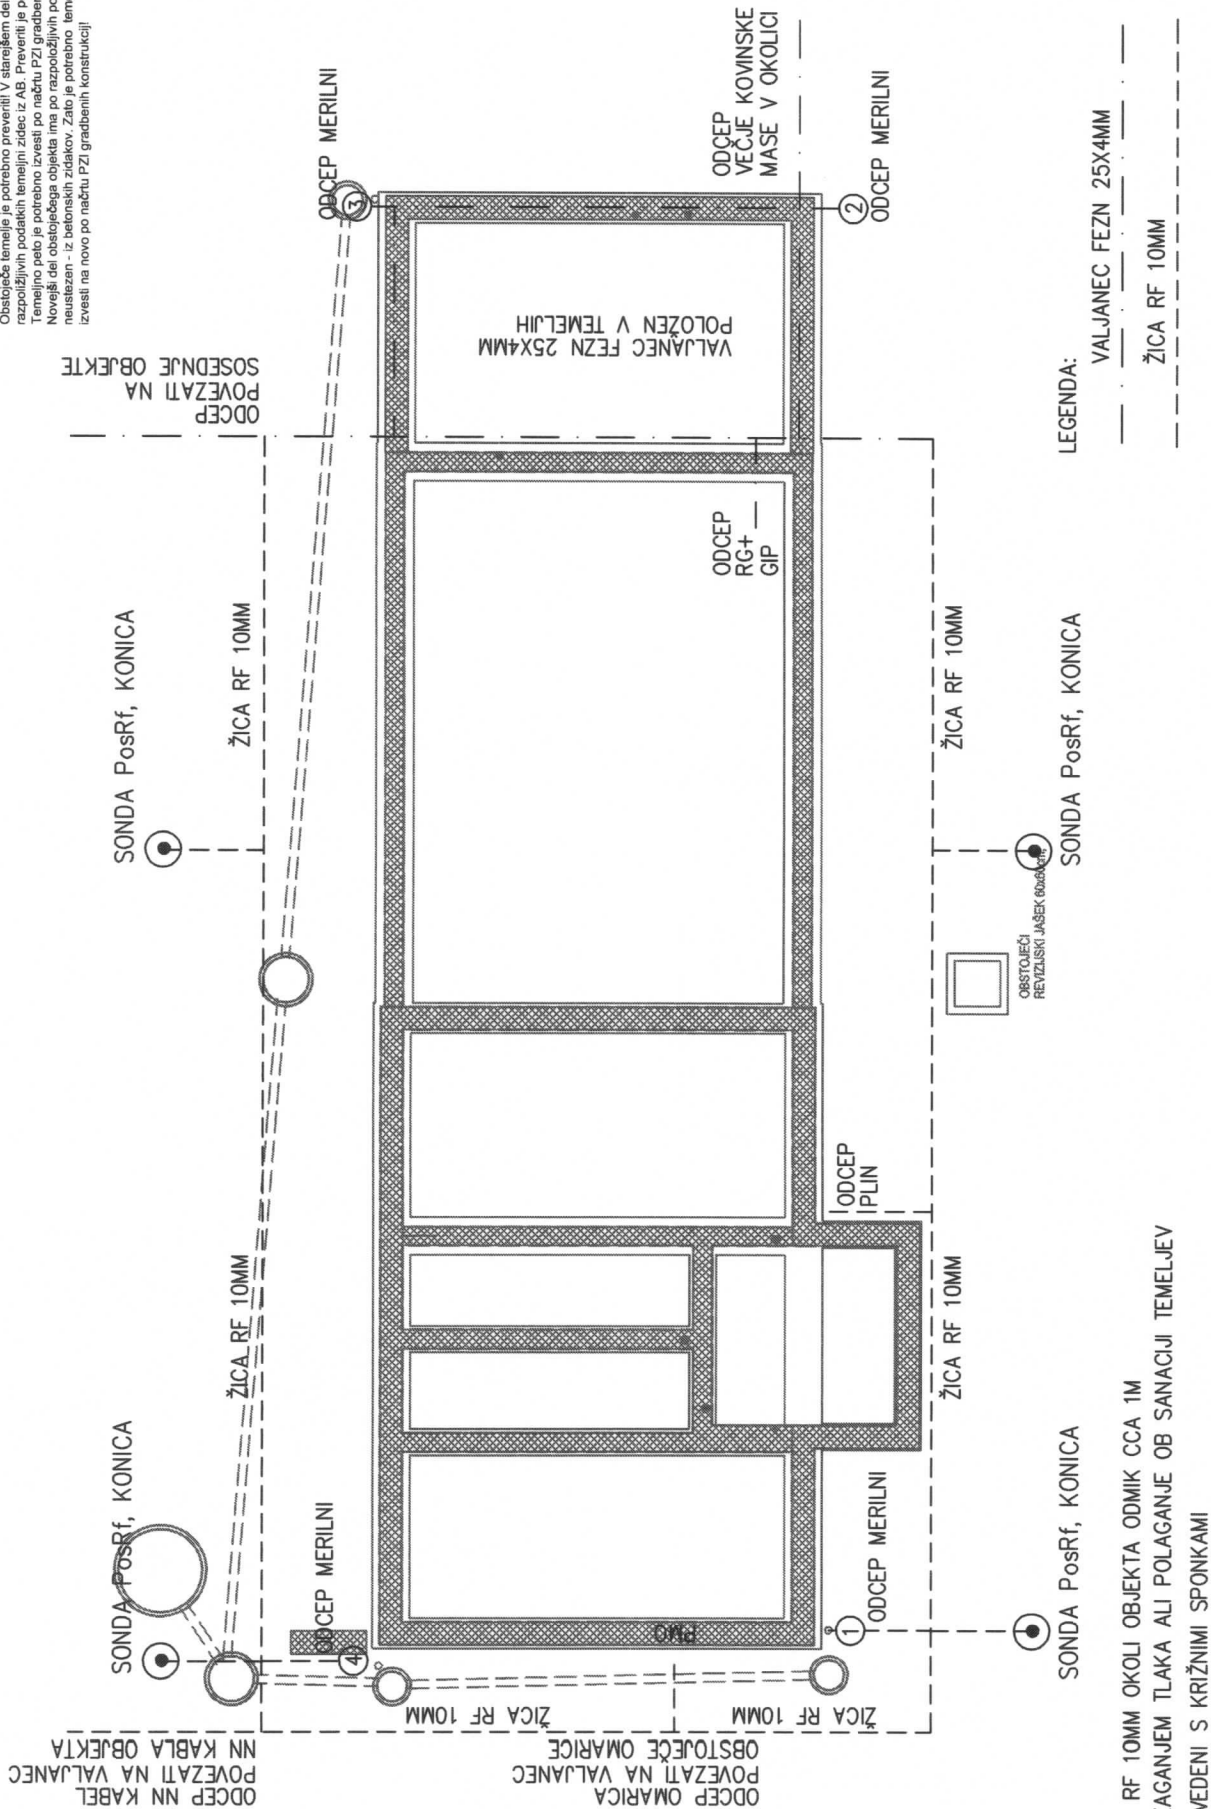 Obstoječe temelje je potrebno preveriti! V starejšem del
razpoližljivih podatkih temeljni zidec iz AB. Preveriti je p
Temeljno peto je potrebno izvesti po načrtu PZI gradben
Novejši del obstoječega objekta ima po razpoložljivih po
neustezen - iz betonskih zidakov. Zato je potrebno tem
izvesti na novo po načrtu PZI gradbenih konstrukcij!
ODCEP
POVEZATI NA
SOSEDNJE OBJEKTE
ODCEP MERILNI
3
ODCEP
VEČJE KOVINSKE
MASE V OKOLICI
2
ODCEP MERILNI
VALJANEC FEZN 25X4MM
POLOŽEN V TEMELJIH
ODCEP
RG+
GIP
SONDA PosRf, KONICA
ŽICA RF 10MM
ŽICA RF 10MM
SONDA PosRf, KONICA
OBSTOJEČI
REVIZIJSKI JAŠEK 60x60cm,
ODCEP
PLIN
ŽICA RF 10MM
ŽICA RF 10MM
SONDA PosRf, KONICA
ODCEP MERILNI
4
PMO
1
ODCEP MERILNI
SONDA PosRf, KONICA
ŽICA RF 10MM
ŽICA RF 10MM
ODCEP NN KABEL
POVEZATI NA VALJANEC
NN KABLA OBJEKTA
ODCEP OMARICA
POVEZATI NA VALJANEC
OBSTOJEČE OMARICE
LEGENDA:
VALJANEC FEZN 25X4MM
ŽICA RF 10MM
RF 10MM OKOLI OBJEKTA ODMIK CCA 1M
AGANJEM TLAKA ALI POLAGANJE OB SANACIJI TEMELJEV
VEDENI S KRIŽNIMI SPONKAMI